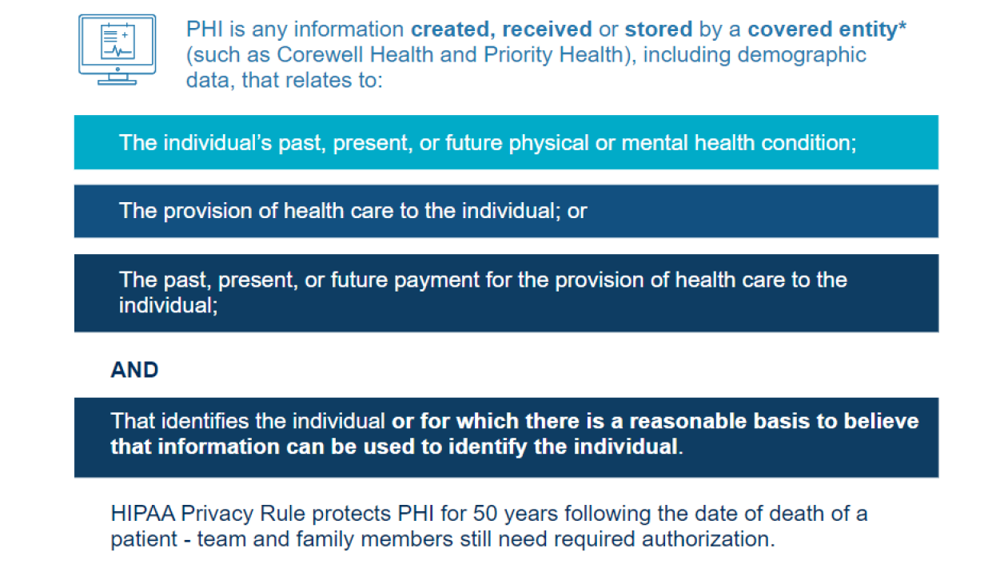 PHI is any information created, received or stored by a covered entity*
(such as Corewell Health and Priority Health), including demographic
data, that relates to:
The individual’s past, present, or future physical or mental health condition;
The provision of health care to the individual; or
The past, present, or future payment for the provision of health care to the
individual;
AND
That identifies the individual or for which there is a reasonable basis to believe
that information can be used to identify the individual.
HIPAA Privacy Rule protects PHI for 50 years following the date of death of a
patient - team and family members still need required authorization.